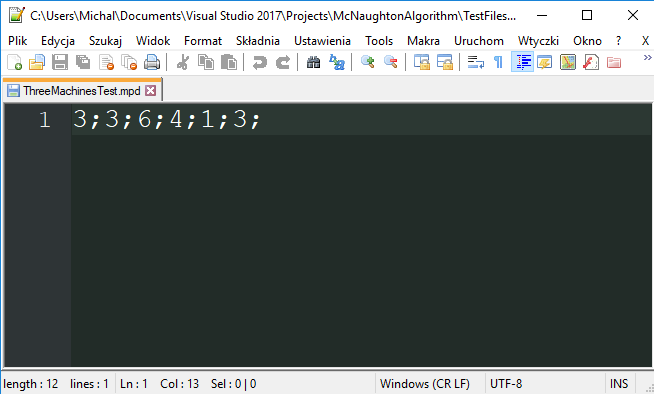 C:\Users\Michal\Documents\Visual Studio 2017\Projects\McNaughtonAlgorithm\TestFiles...
Plik Edycja Szukaj Widok Format Składnia Ustawienia Tools Makra Uruchom Wtyczki Okno ? X
ThreeMachinesTest.mpd
1 3;3;6;4;1;3;
length : 12 lines : 1 Ln : 1 Col : 13 Sel : 0 | 0 Windows (CR LF) UTF-8 INS